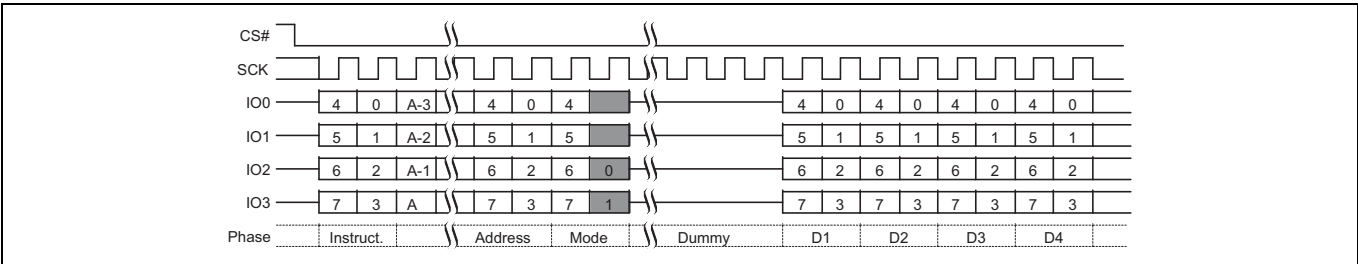 CS#
SCK
IO0 4 0 A-3 4 0 4 4 0 4 0 4 0 4 0
IO1 5 1 A-2 5 1 5 5 1 5 1 5 1 5 1
IO2 6 2 A-1 6 2 6 0 6 2 6 2 6 2 6 2
IO3 7 3 A 7 3 7 1 7 3 7 3 7 3 7 3
Phase Instruct. Address Mode Dummy D1 D2 D3 D4